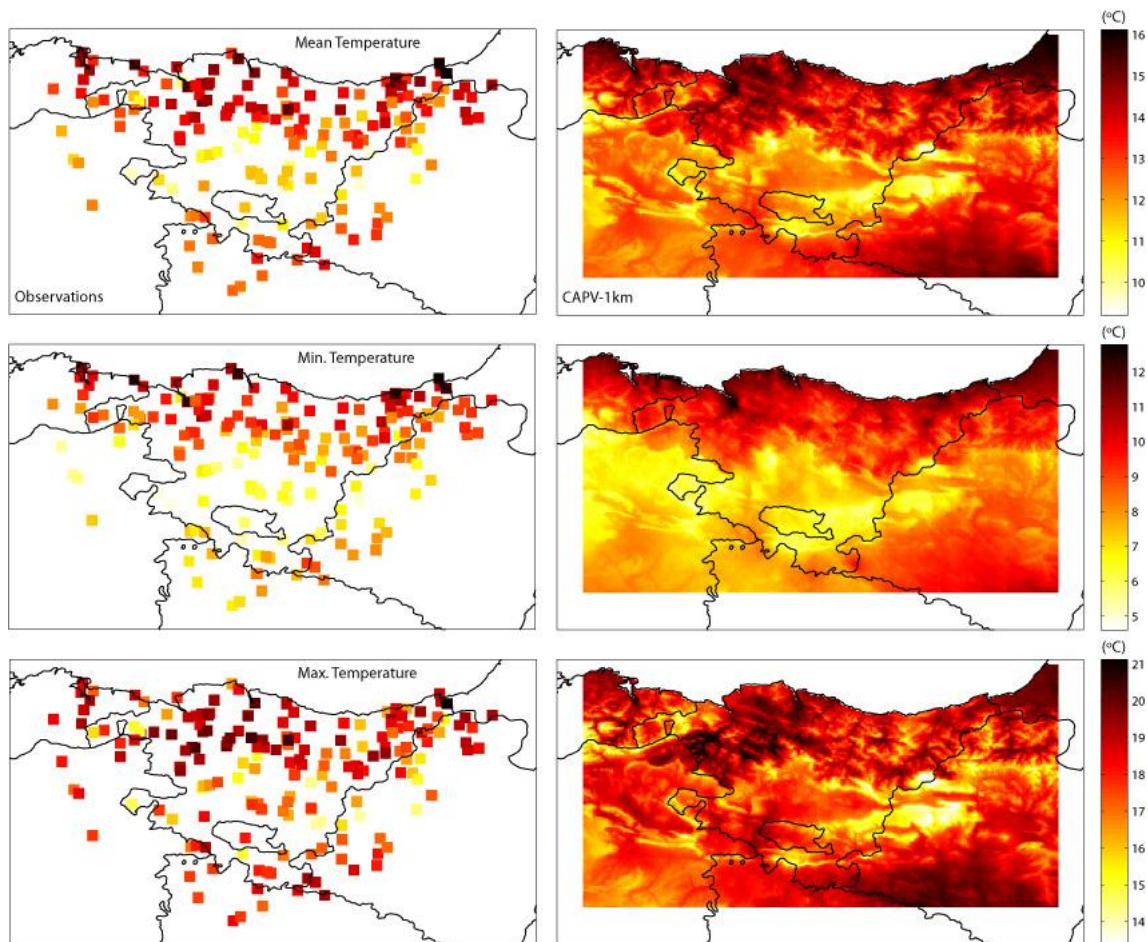 (ºC)
Mean Temperature
16
15
14
13
12
11
10
Observations
CAPV-1km
(ºC)
Min. Temperature
12
11
10
9
8
7
6
5
(ºC)
Max. Temperature
21
20
19
18
17
16
15
14